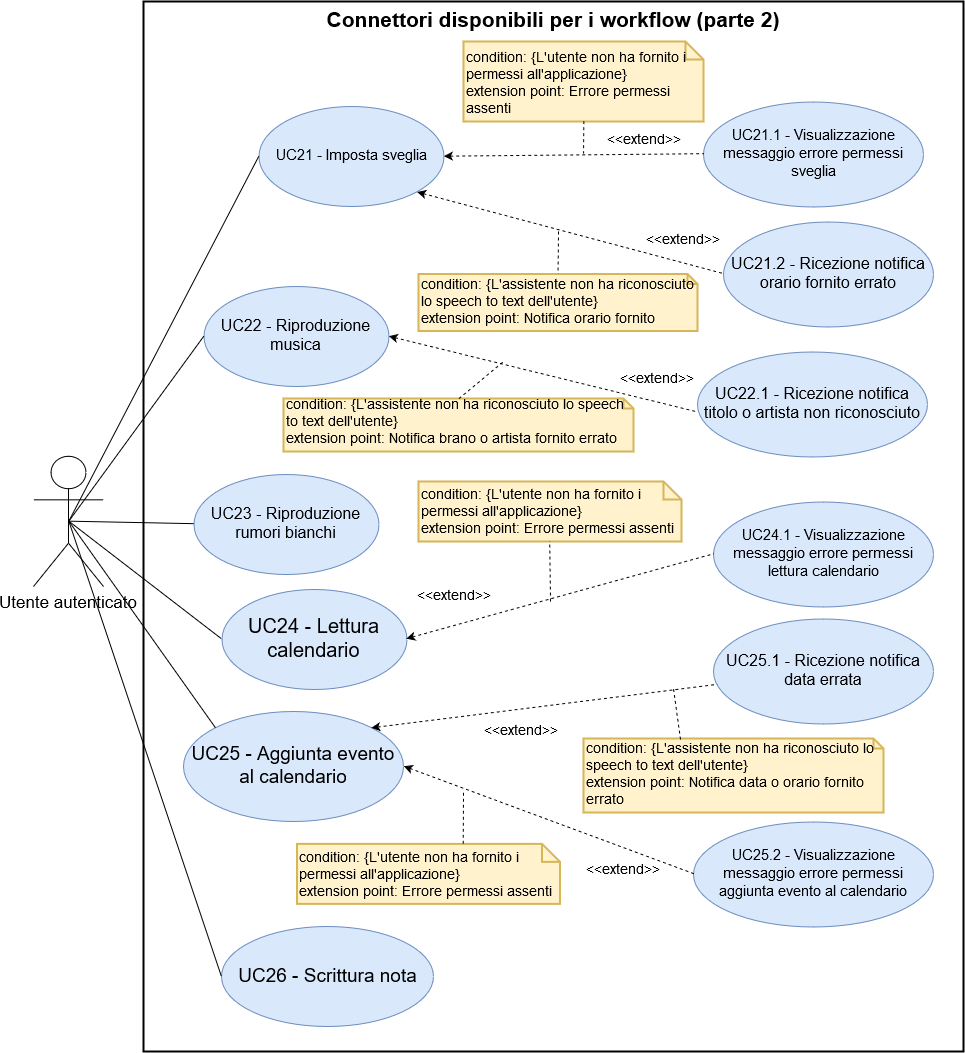 Connettori disponibili per i workflow (parte 2)
condition: {L'utente non ha fornito i
permessi all'applicazione}
extension point: Errore permessi
assenti
<<extend>>
UC21 - Imposta sveglia
UC21.1 - Visualizzazione
messaggio errore permessi
sveglia
<<extend>>
UC21.2 - Ricezione notifica
orario fornito errato
condition: {L'assistente non ha riconosciuto
lo speech to text dell'utente}
extension point: Notifica orario fornito
UC22 - Riproduzione
musica
<<extend>>
UC22.1 - Ricezione notifica
titolo o artista non riconosciuto
condition: {L'assistente non ha riconosciuto lo speech
to text dell'utente}
extension point: Notifica brano o artista fornito errato
UC23 - Riproduzione
rumori bianchi
condition: {L'utente non ha fornito i
permessi all'applicazione}
extension point: Errore permessi assenti
UC24.1 - Visualizzazione
messaggio errore permessi
lettura calendario
Utente autenticato
<<extend>>
UC24 - Lettura
calendario
UC25.1 - Ricezione notifica
data errata
<<extend>>
UC25 - Aggiunta evento
al calendario
condition: {L'assistente non ha riconosciuto lo
speech to text dell'utente}
extension point: Notifica data o orario fornito
errato
condition: {L'utente non ha fornito i
permessi all'applicazione}
extension point: Errore permessi assenti
<<extend>>
UC25.2 - Visualizzazione
messaggio errore permessi
aggiunta evento al calendario
UC26 - Scrittura nota